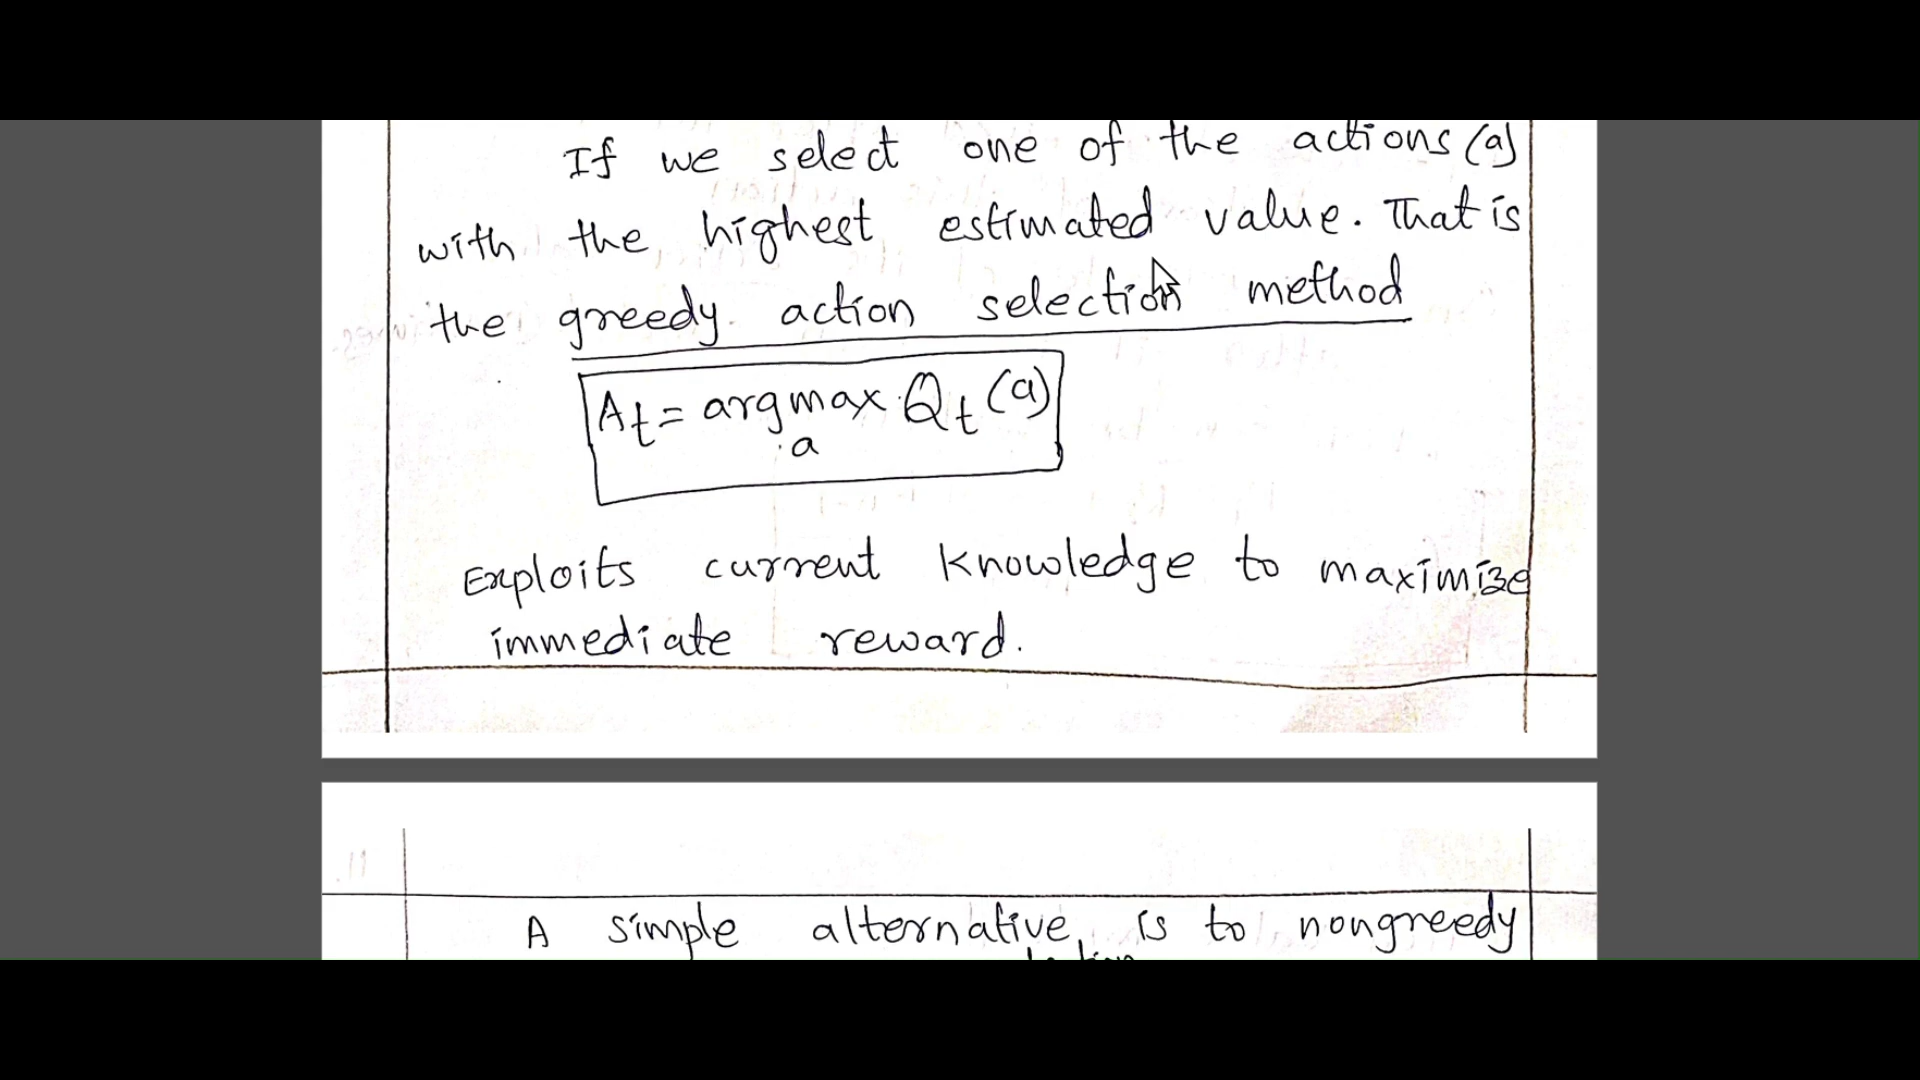 If we select one of the actions (a)
with the highest estimated value. That is
the greedy action selection method
At = argmax Qt (a)
a
Exploits current knowledge to maximize
immediate reward.
11
A simple alternative, is to nongreedy